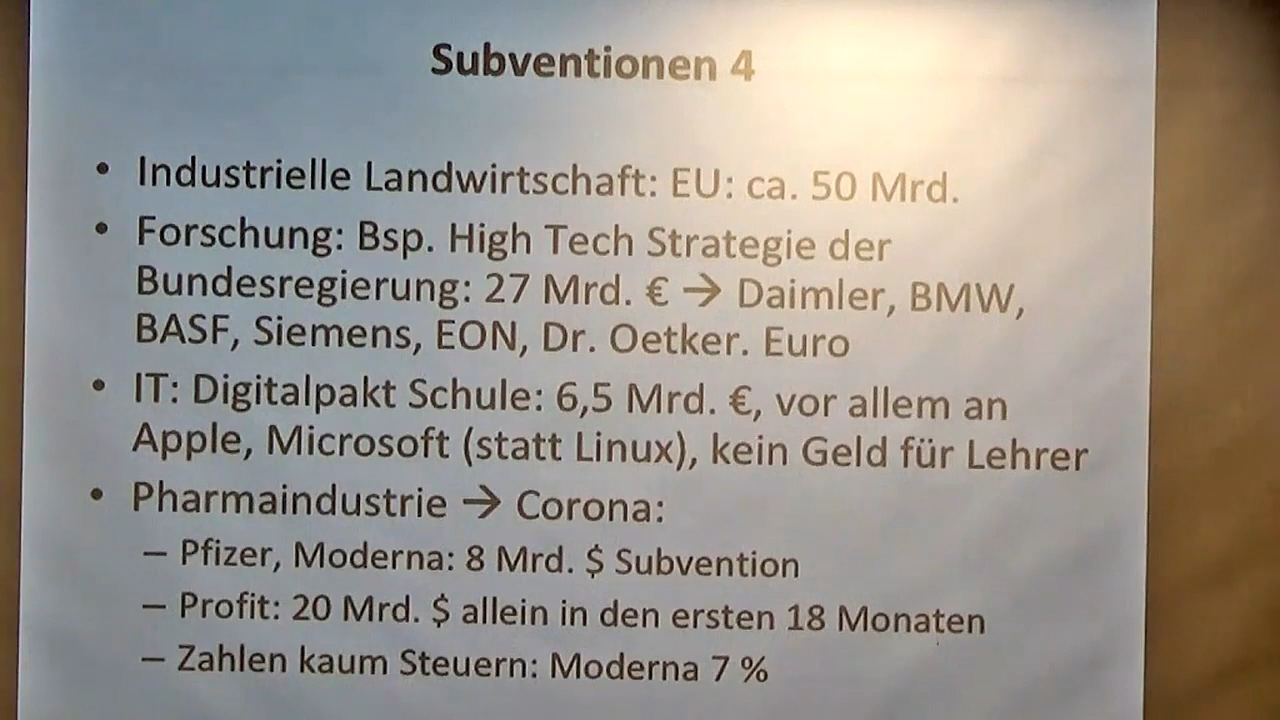 Subventionen 4
• Industrielle Landwirtschaft: EU: ca. 50 Mrd.
• Forschung: Bsp. High Tech Strategie der
Bundesregierung: 27 Mrd. € → Daimler, BMW,
BASF, Siemens, EON, Dr. Oetker. Euro
• IT: Digitalpakt Schule: 6,5 Mrd. €, vor allem an
Apple, Microsoft (statt Linux), kein Geld für Lehrer
• Pharmaindustrie → Corona:
– Pfizer, Moderna: 8 Mrd. $ Subvention
– Profit: 20 Mrd. $ allein in den ersten 18 Monaten
– Zahlen kaum Steuern: Moderna 7 %